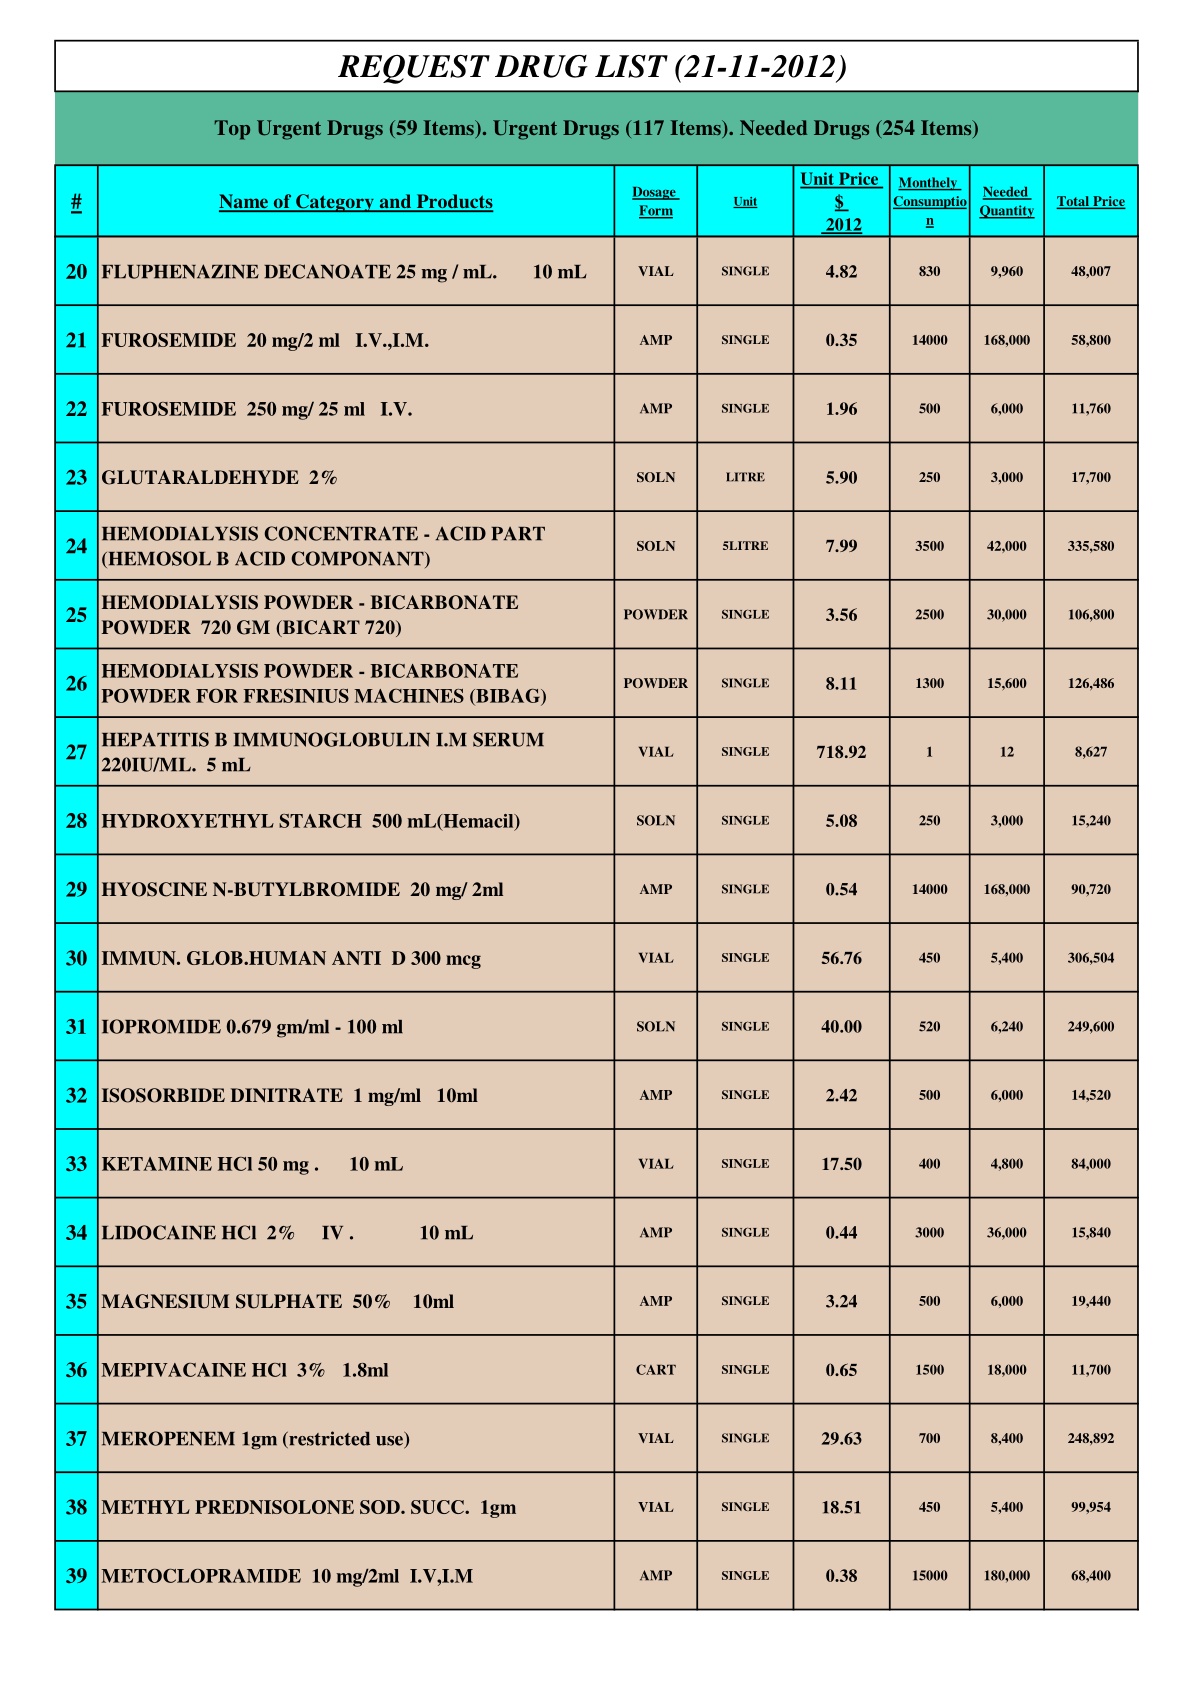 REQUEST DRUG LIST (21-11-2012)
Top Urgent Drugs (59 Items). Urgent Drugs (117 Items). Needed Drugs (254 Items)
# Name of Category and Products Dosage Form Unit Unit Price $ 2012 Monthely Consumption Needed Quantity Total Price
20 FLUPHENAZINE DECANOATE 25 mg / mL. 10 mL VIAL SINGLE 4.82 830 9,960 48,007
21 FUROSEMIDE 20 mg/2 ml I.V.,I.M. AMP SINGLE 0.35 14000 168,000 58,800
22 FUROSEMIDE 250 mg/ 25 ml I.V. AMP SINGLE 1.96 500 6,000 11,760
23 GLUTARALDEHYDE 2% SOLN LITRE 5.90 250 3,000 17,700
24 HEMODIALYSIS CONCENTRATE - ACID PART
(HEMOSOL B ACID COMPONANT) SOLN 5LITRE 7.99 3500 42,000 335,580
25 HEMODIALYSIS POWDER - BICARBONATE
POWDER 720 GM (BICART 720) POWDER SINGLE 3.56 2500 30,000 106,800
26 HEMODIALYSIS POWDER - BICARBONATE
POWDER FOR FRESINIUS MACHINES (BIBAG) POWDER SINGLE 8.11 1300 15,600 126,486
27 HEPATITIS B IMMUNOGLOBULIN I.M SERUM
220IU/ML. 5 mL VIAL SINGLE 718.92 1 12 8,627
28 HYDROXYETHYL STARCH 500 mL(Hemacil) SOLN SINGLE 5.08 250 3,000 15,240
29 HYOSCINE N-BUTYLBROMIDE 20 mg/ 2ml AMP SINGLE 0.54 14000 168,000 90,720
30 IMMUN. GLOB.HUMAN ANTI D 300 mcg VIAL SINGLE 56.76 450 5,400 306,504
31 IOPROMIDE 0.679 gm/ml - 100 ml SOLN SINGLE 40.00 520 6,240 249,600
32 ISOSORBIDE DINITRATE 1 mg/ml 10ml AMP SINGLE 2.42 500 6,000 14,520
33 KETAMINE HCl 50 mg . 10 mL VIAL SINGLE 17.50 400 4,800 84,000
34 LIDOCAINE HCl 2% IV . 10 mL AMP SINGLE 0.44 3000 36,000 15,840
35 MAGNESIUM SULPHATE 50% 10ml AMP SINGLE 3.24 500 6,000 19,440
36 MEPIVACAINE HCl 3% 1.8ml CART SINGLE 0.65 1500 18,000 11,700
37 MEROPENEM 1gm (restricted use) VIAL SINGLE 29.63 700 8,400 248,892
38 METHYL PREDNISOLONE SOD. SUCC. 1gm VIAL SINGLE 18.51 450 5,400 99,954
39 METOCLOPRAMIDE 10 mg/2ml I.V,I.M AMP SINGLE 0.38 15000 180,000 68,400